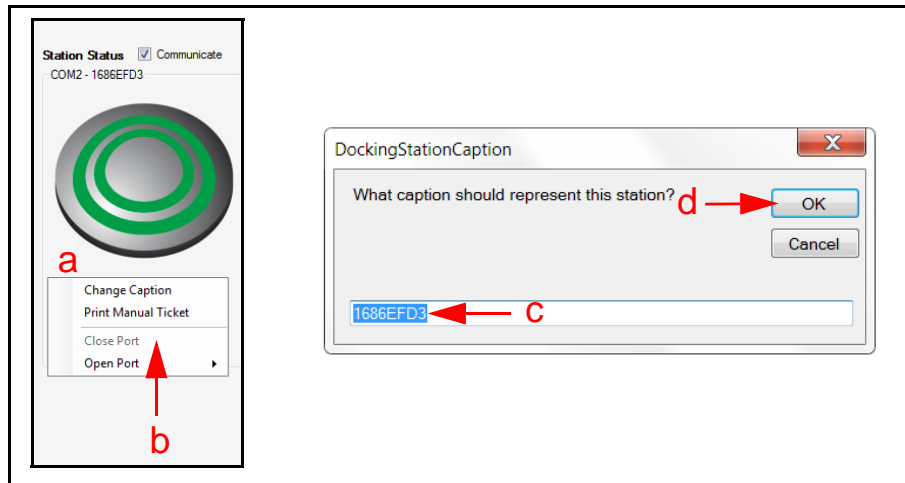 Station Status Communicate
COM2 - 1686EFD3
a
Change Caption
Print Manual Ticket
Close Port
Open Port
b
DockingStationCaption
What caption should represent this station?
d
OK
Cancel
1686EFD3
c